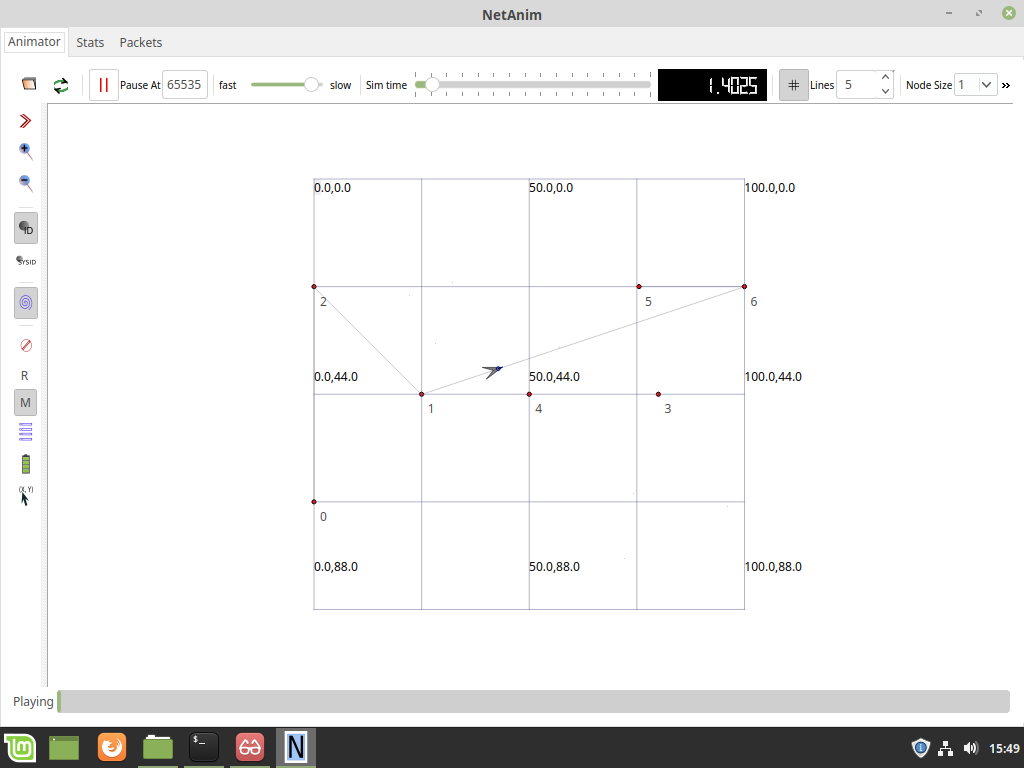 NetAnim
Animator Stats Packets
Pause At 65535 fast slow Sim time 1.4025 # Lines 5 Node Size 1 »
ID
SYSID
R
M
(X, Y)
0.0,0.0 50.0,0.0 100.0,0.0
2 5 6
0.0,44.0 50.0,44.0 100.0,44.0
1 4 3
0
0.0,88.0 50.0,88.0 100.0,88.0
Playing
$_ N 15:49